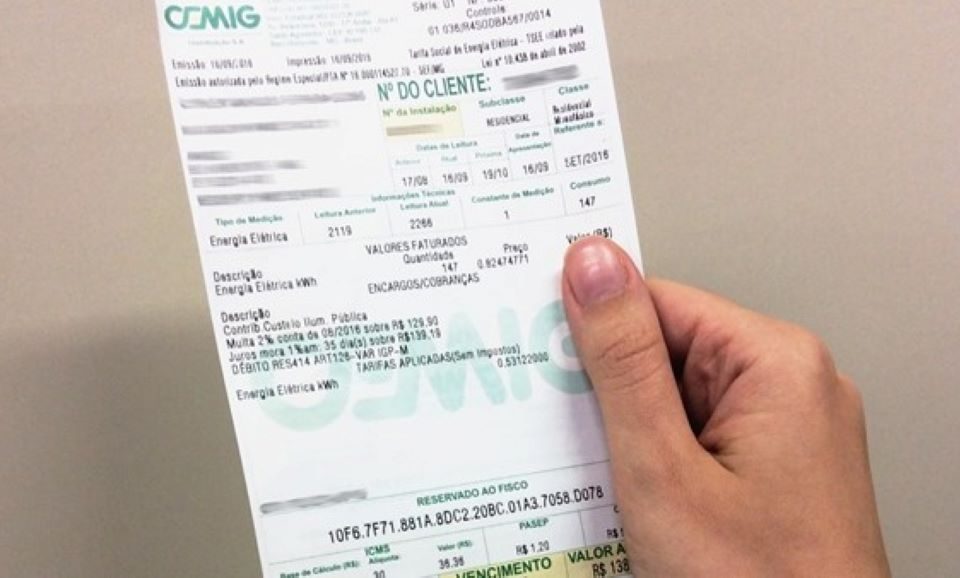 CEMIG
DISTRIBUIÇÃO S.A.
Série 01 Nº
Controle
01 036/R4SODBA567/0014
Emissão 16/09/2016 Impressão 16/09/2016
Tarifa Social de Energia Elétrica - TSEE criada pela
Lei nº 10.438 de abril de 2002
Emissão autorizada pelo Regime Especial/PTA Nº 16.000114527.70 - SEF/MG
Nº DO CLIENTE:
Nº da Instalação Subclasse Classe
RESIDENCIAL Residencial
Monofásico
Datas de Leitura Data de Apresentação Referente a:
Anterior Atual Próxima
17/08 16/09 19/10 16/09 SET/2016
Informações Técnicas
Tipo de Medição Leitura Anterior Leitura Atual Constante de Medição Consumo
Energia Elétrica 2119 2266 1 147
VALORES FATURADOS
Descrição Quantidade Preço Valor (R$)
Energia Elétrica kWh 147 0.82474771
ENCARGOS/COBRANÇAS
Descrição
Contrib.Custeio Ilum. Pública
Multa 2% conta de 08/2016 sobre R$ 129,90
Juros mora 1%am: 35 dia(s) sobre R$139,19
DÉBITO RES414 ART126-VAR IGP-M
TARIFAS APLICADAS(Sem Impostos)
Energia Elétrica kWh 0,53122000
CEMIG
RESERVADO AO FISCO
10F6.7F71.881A.8DC2.20BC.01A3.7058.D078
ICMS PASEP
Base de Cálculo (R$): Alíquota: Valor (R$):
30 36,36 R$ 1,20 R$
VENCIMENTO VALOR A
R$ 138